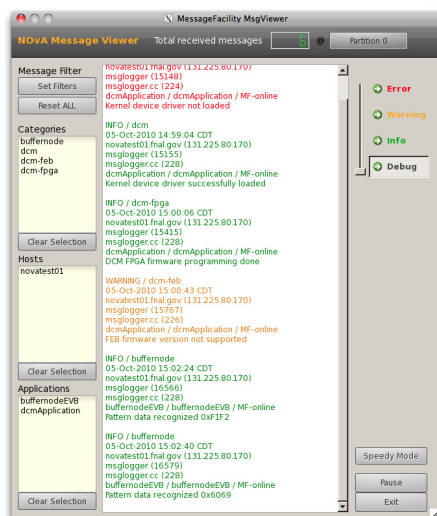 MessageFacility MsgViewer
NOvA Message Viewer Total received messages 6 @ Partition 0
Message Filter
Set Filters
Reset ALL
Categories
buffernode
dcm
dcm-feb
dcm-fpga
Clear Selection
Hosts
novatest01
Clear Selection
Applications
buffernodeEVB
dcmApplication
Clear Selection
novatest01.fnal.gov (131.225.80.170)
msglogger (15148)
msglogger.cc (224)
dcmApplication / dcmApplication / MF-online
Kernel device driver not loaded
INFO / dcm
05-Oct-2010 14:59:04 CDT
novatest01.fnal.gov (131.225.80.170)
msglogger (15155)
msglogger.cc (228)
dcmApplication / dcmApplication / MF-online
Kernel device driver successfully loaded
INFO / dcm-fpga
05-Oct-2010 15:00:06 CDT
novatest01.fnal.gov (131.225.80.170)
msglogger (15415)
msglogger.cc (228)
dcmApplication / dcmApplication / MF-online
DCM FPGA firmware programming done
WARNING / dcm-feb
05-Oct-2010 15:00:43 CDT
novatest01.fnal.gov (131.225.80.170)
msglogger (15767)
msglogger.cc (226)
dcmApplication / dcmApplication / MF-online
FEB firmware version not supported
INFO / buffernode
05-Oct-2010 15:02:24 CDT
novatest01.fnal.gov (131.225.80.170)
msglogger (16566)
msglogger.cc (228)
buffernodeEVB / buffernodeEVB / MF-online
Pattern data recognized 0xF1F2
INFO / buffernode
05-Oct-2010 15:02:40 CDT
novatest01.fnal.gov (131.225.80.170)
msglogger (16579)
msglogger.cc (228)
buffernodeEVB / buffernodeEVB / MF-online
Pattern data recognized 0x6069
Error
Warning
Info
Debug
Speedy Mode
Pause
Exit